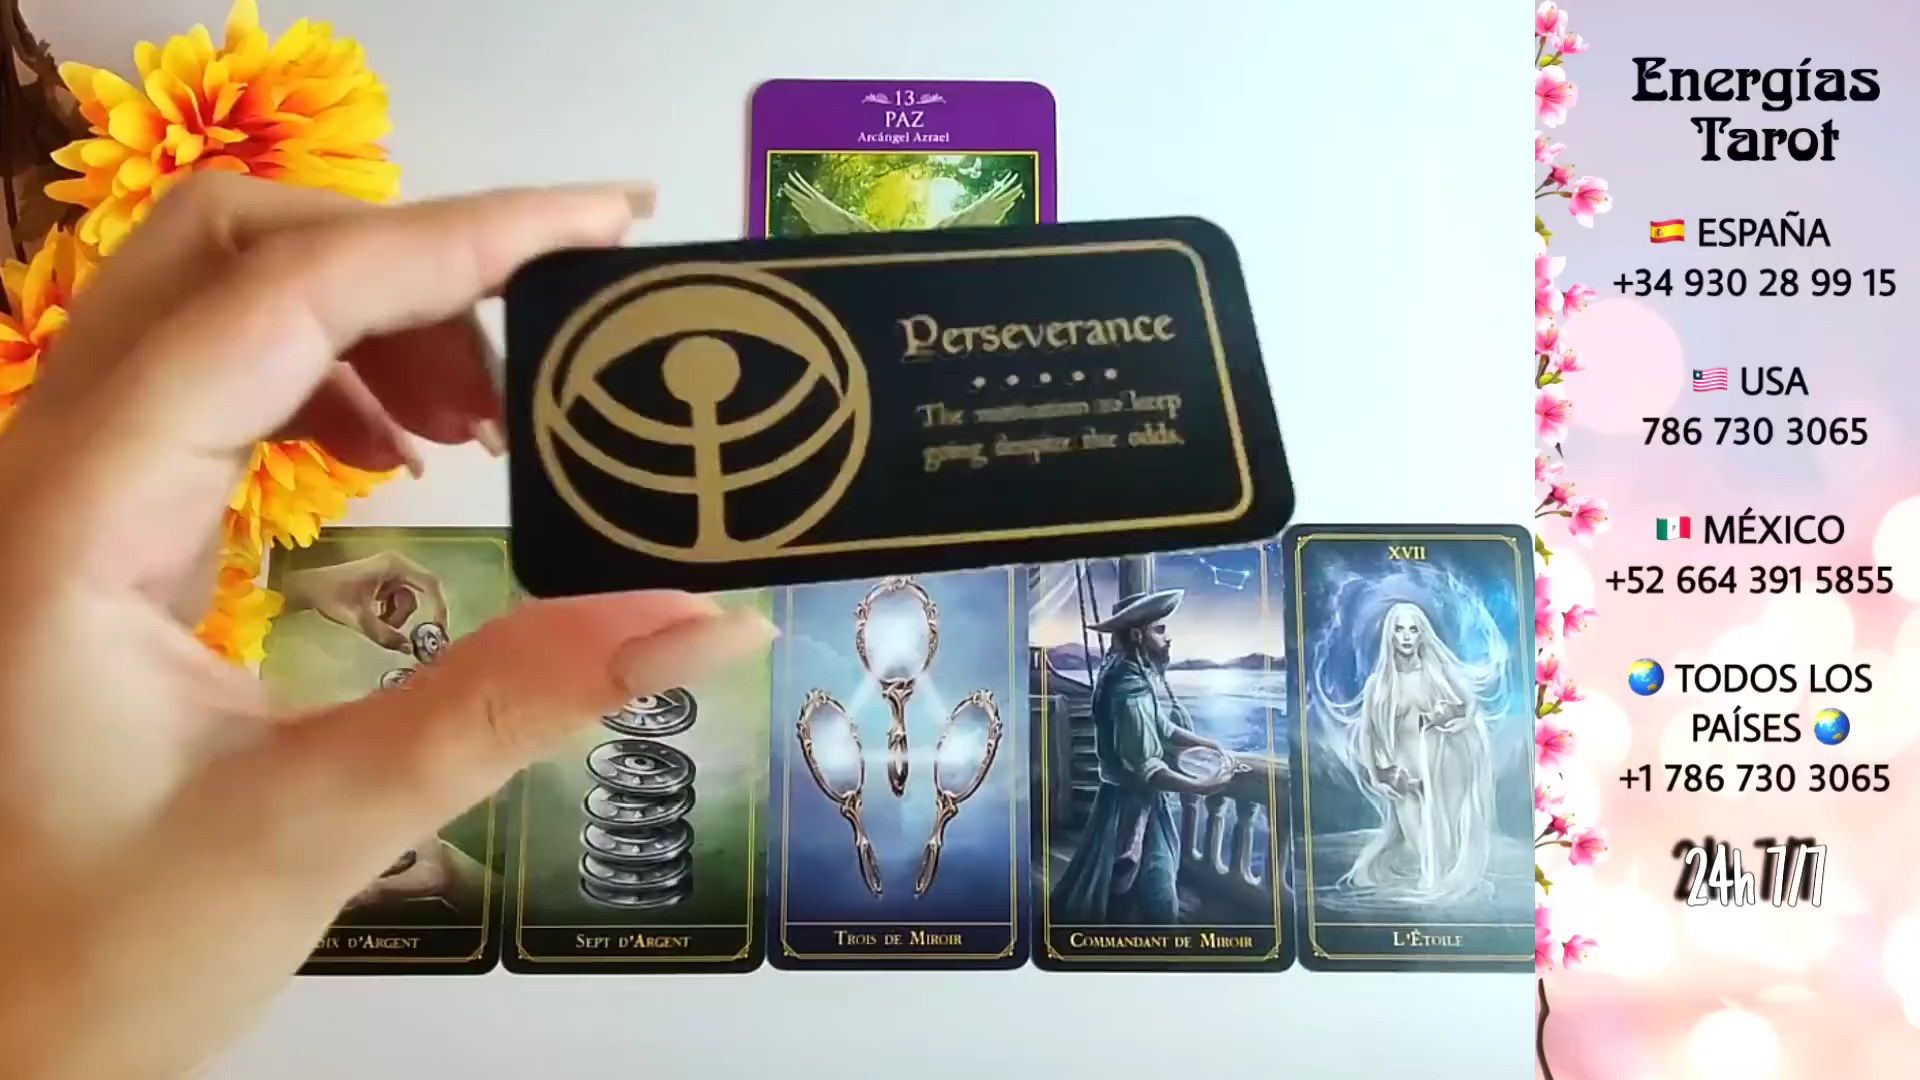 13
PAZ
Arcángel Azrael
Perseverance
The motivation to keep
going despite the odds.
XVII
D'ARGENT
SEPT D'ARGENT
TROIS DE MIROIR
COMMANDANT DE MIROIR
L'ÉTOILE
Energías
Tarot
ESPAÑA
+34 930 28 99 15
USA
786 730 3065
MÉXICO
+52 664 391 5855
TODOS LOS
PAÍSES
+1 786 730 3065
24h 7/7